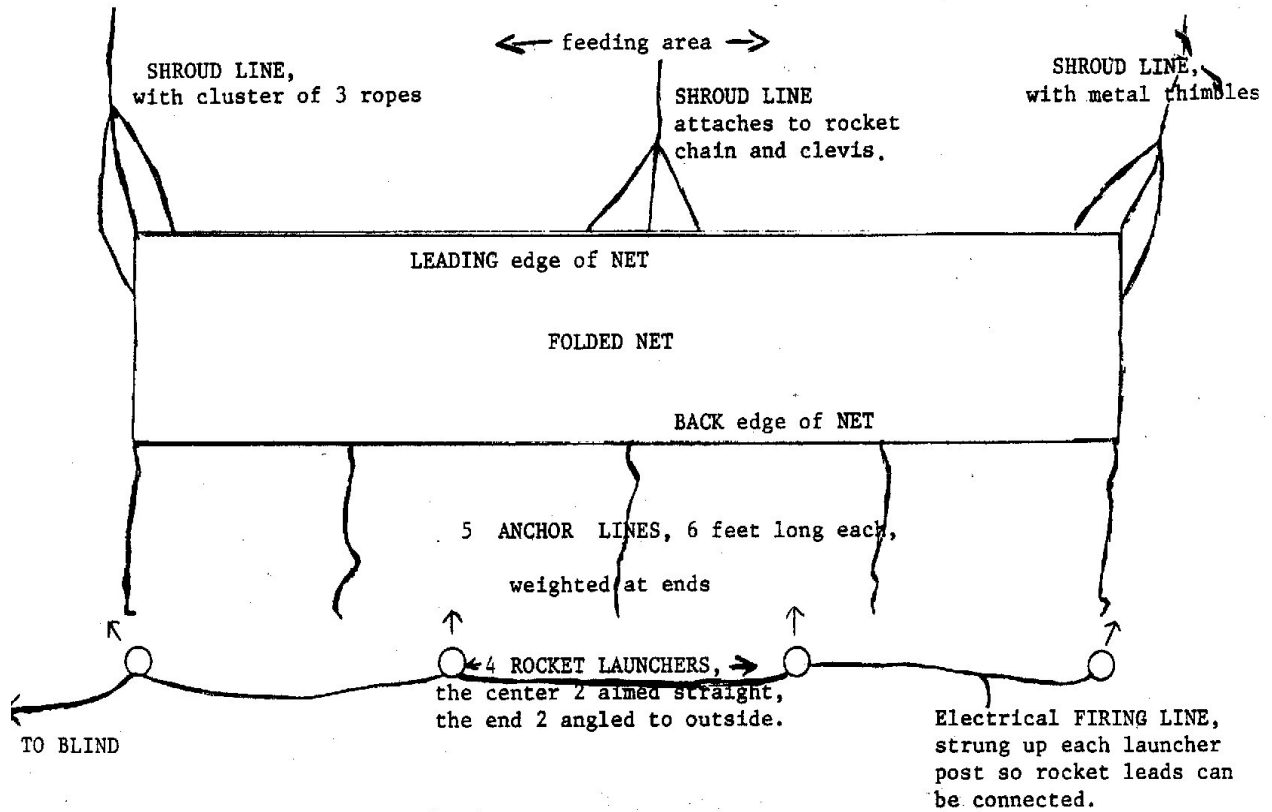 feeding area
SHROUD LINE,
with cluster of 3 ropes
SHROUD LINE
attaches to rocket
chain and clevis.
SHROUD LINE,
with metal thimbles
LEADING edge of NET
FOLDED NET
BACK edge of NET
5 ANCHOR LINES, 6 feet long each,
weighted at ends
4 ROCKET LAUNCHERS,
the center 2 aimed straight,
the end 2 angled to outside.
TO BLIND
Electrical FIRING LINE,
strung up each launcher
post so rocket leads can
be connected.